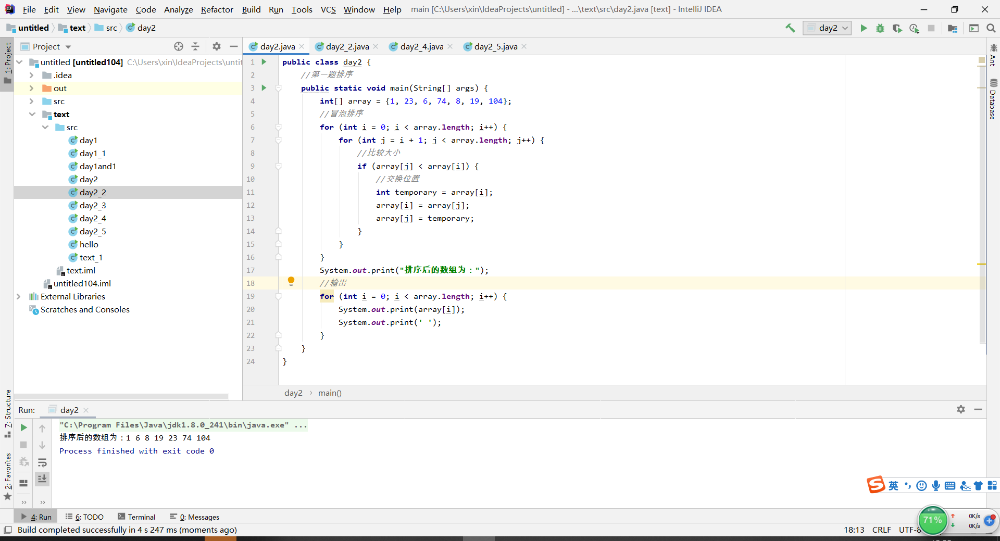 File Edit View Navigate Code Analyze Refactor Build Run Tools VCS Window Help main [C:\Users\xin\IdeaProjects\untitled] - ...\text\src\day2.java [text] - IntelliJ IDEA
untitled text src day2
day2
1: Project
Project
day2.java day2_2.java day2_4.java day2_5.java
Ant
Database
untitled [untitled104] C:\Users\xin\IdeaProjects\untit
.idea
out
src
text
src
day1
day1_1
day1and1
day2
day2_2
day2_3
day2_4
day2_5
hello
text_1
text.iml
untitled104.iml
External Libraries
Scratches and Consoles
1 public class day2 {
2 //第一题排序
3 public static void main(String[] args) {
4 int[] array = {1, 23, 6, 74, 8, 19, 104};
5 //冒泡排序
6 for (int i = 0; i < array.length; i++) {
7 for (int j = i + 1; j < array.length; j++) {
8 //比较大小
9 if (array[j] < array[i]) {
10 //交换位置
11 int temporary = array[i];
12 array[i] = array[j];
13 array[j] = temporary;
14 }
15 }
16 }
17 System.out.print("排序后的数组为：");
18 //输出
19 for (int i = 0; i < array.length; i++) {
20 System.out.print(array[i]);
21 System.out.print(' ');
22 }
23 }
24 }
day2 › main()
7: Structure
2: Favorites
Run: day2
"C:\Program Files\Java\jdk1.8.0_241\bin\java.exe" ...
排序后的数组为：1 6 8 19 23 74 104
Process finished with exit code 0
英
4: Run 6: TODO Terminal 0: Messages
71% 0K/s
0K/s
Build completed successfully in 4 s 247 ms (moments ago)
18:13 CRLF UTF-8